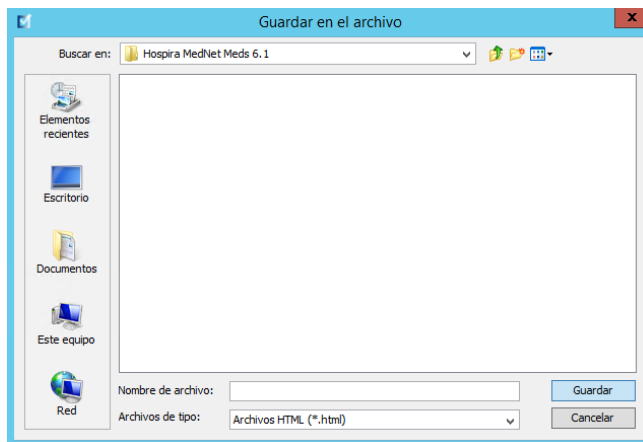 Guardar en el archivo
x
Buscar en: Hospira MedNet Meds 6.1
Elementos
recientes
Escritorio
Documentos
Este equipo
Red
Nombre de archivo:
Guardar
Archivos de tipo: Archivos HTML (*.html)
Cancelar